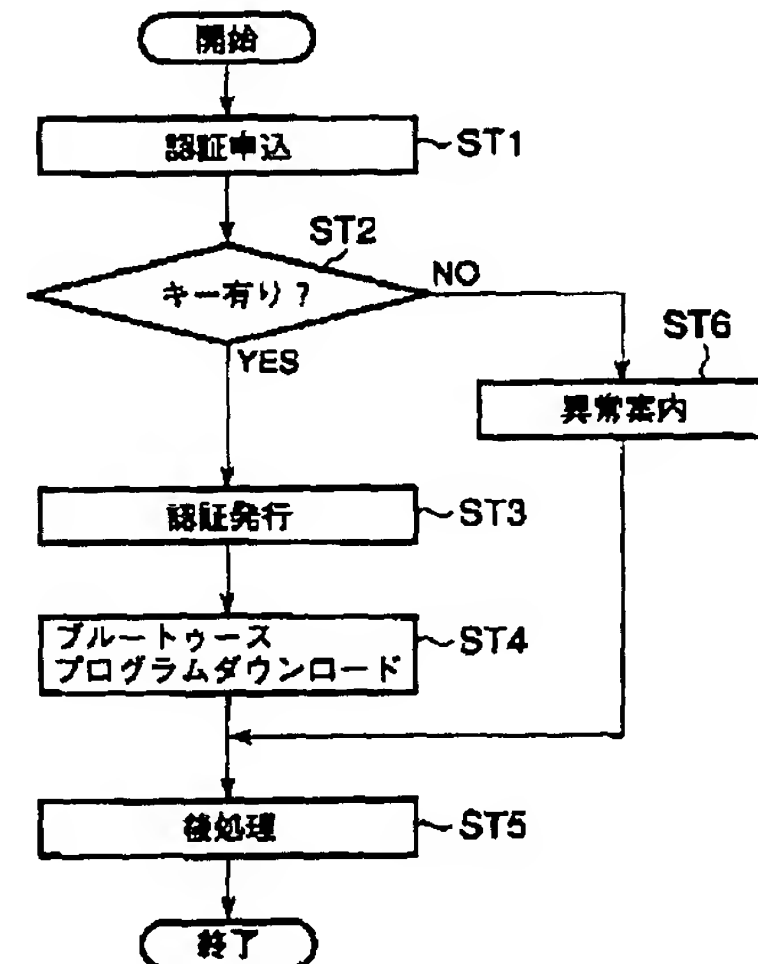 開始
認証申込
ST1
ST2
キー有り?
NO
YES
ST6
異常案内
認証発行
ST3
ブルートゥース
プログラムダウンロード
ST4
後処理
ST5
終了